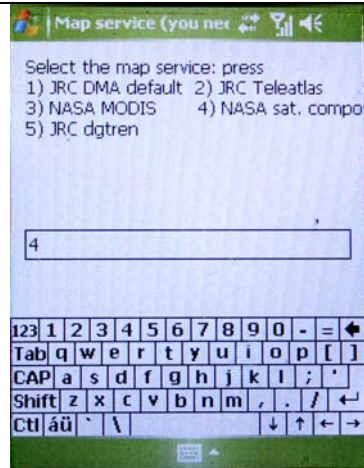 Map service (you nee
Select the map service: press
1) JRC DMA default 2) JRC Teleatlas
3) NASA MODIS 4) NASA sat. compo
5) JRC dgtren
4
123 1 2 3 4 5 6 7 8 9 0 - =
Tab q w e r t y u i o p [ ]
CAP a s d f g h j k l ; '
Shift z x c v b n m , . /
Ctl áü ` \